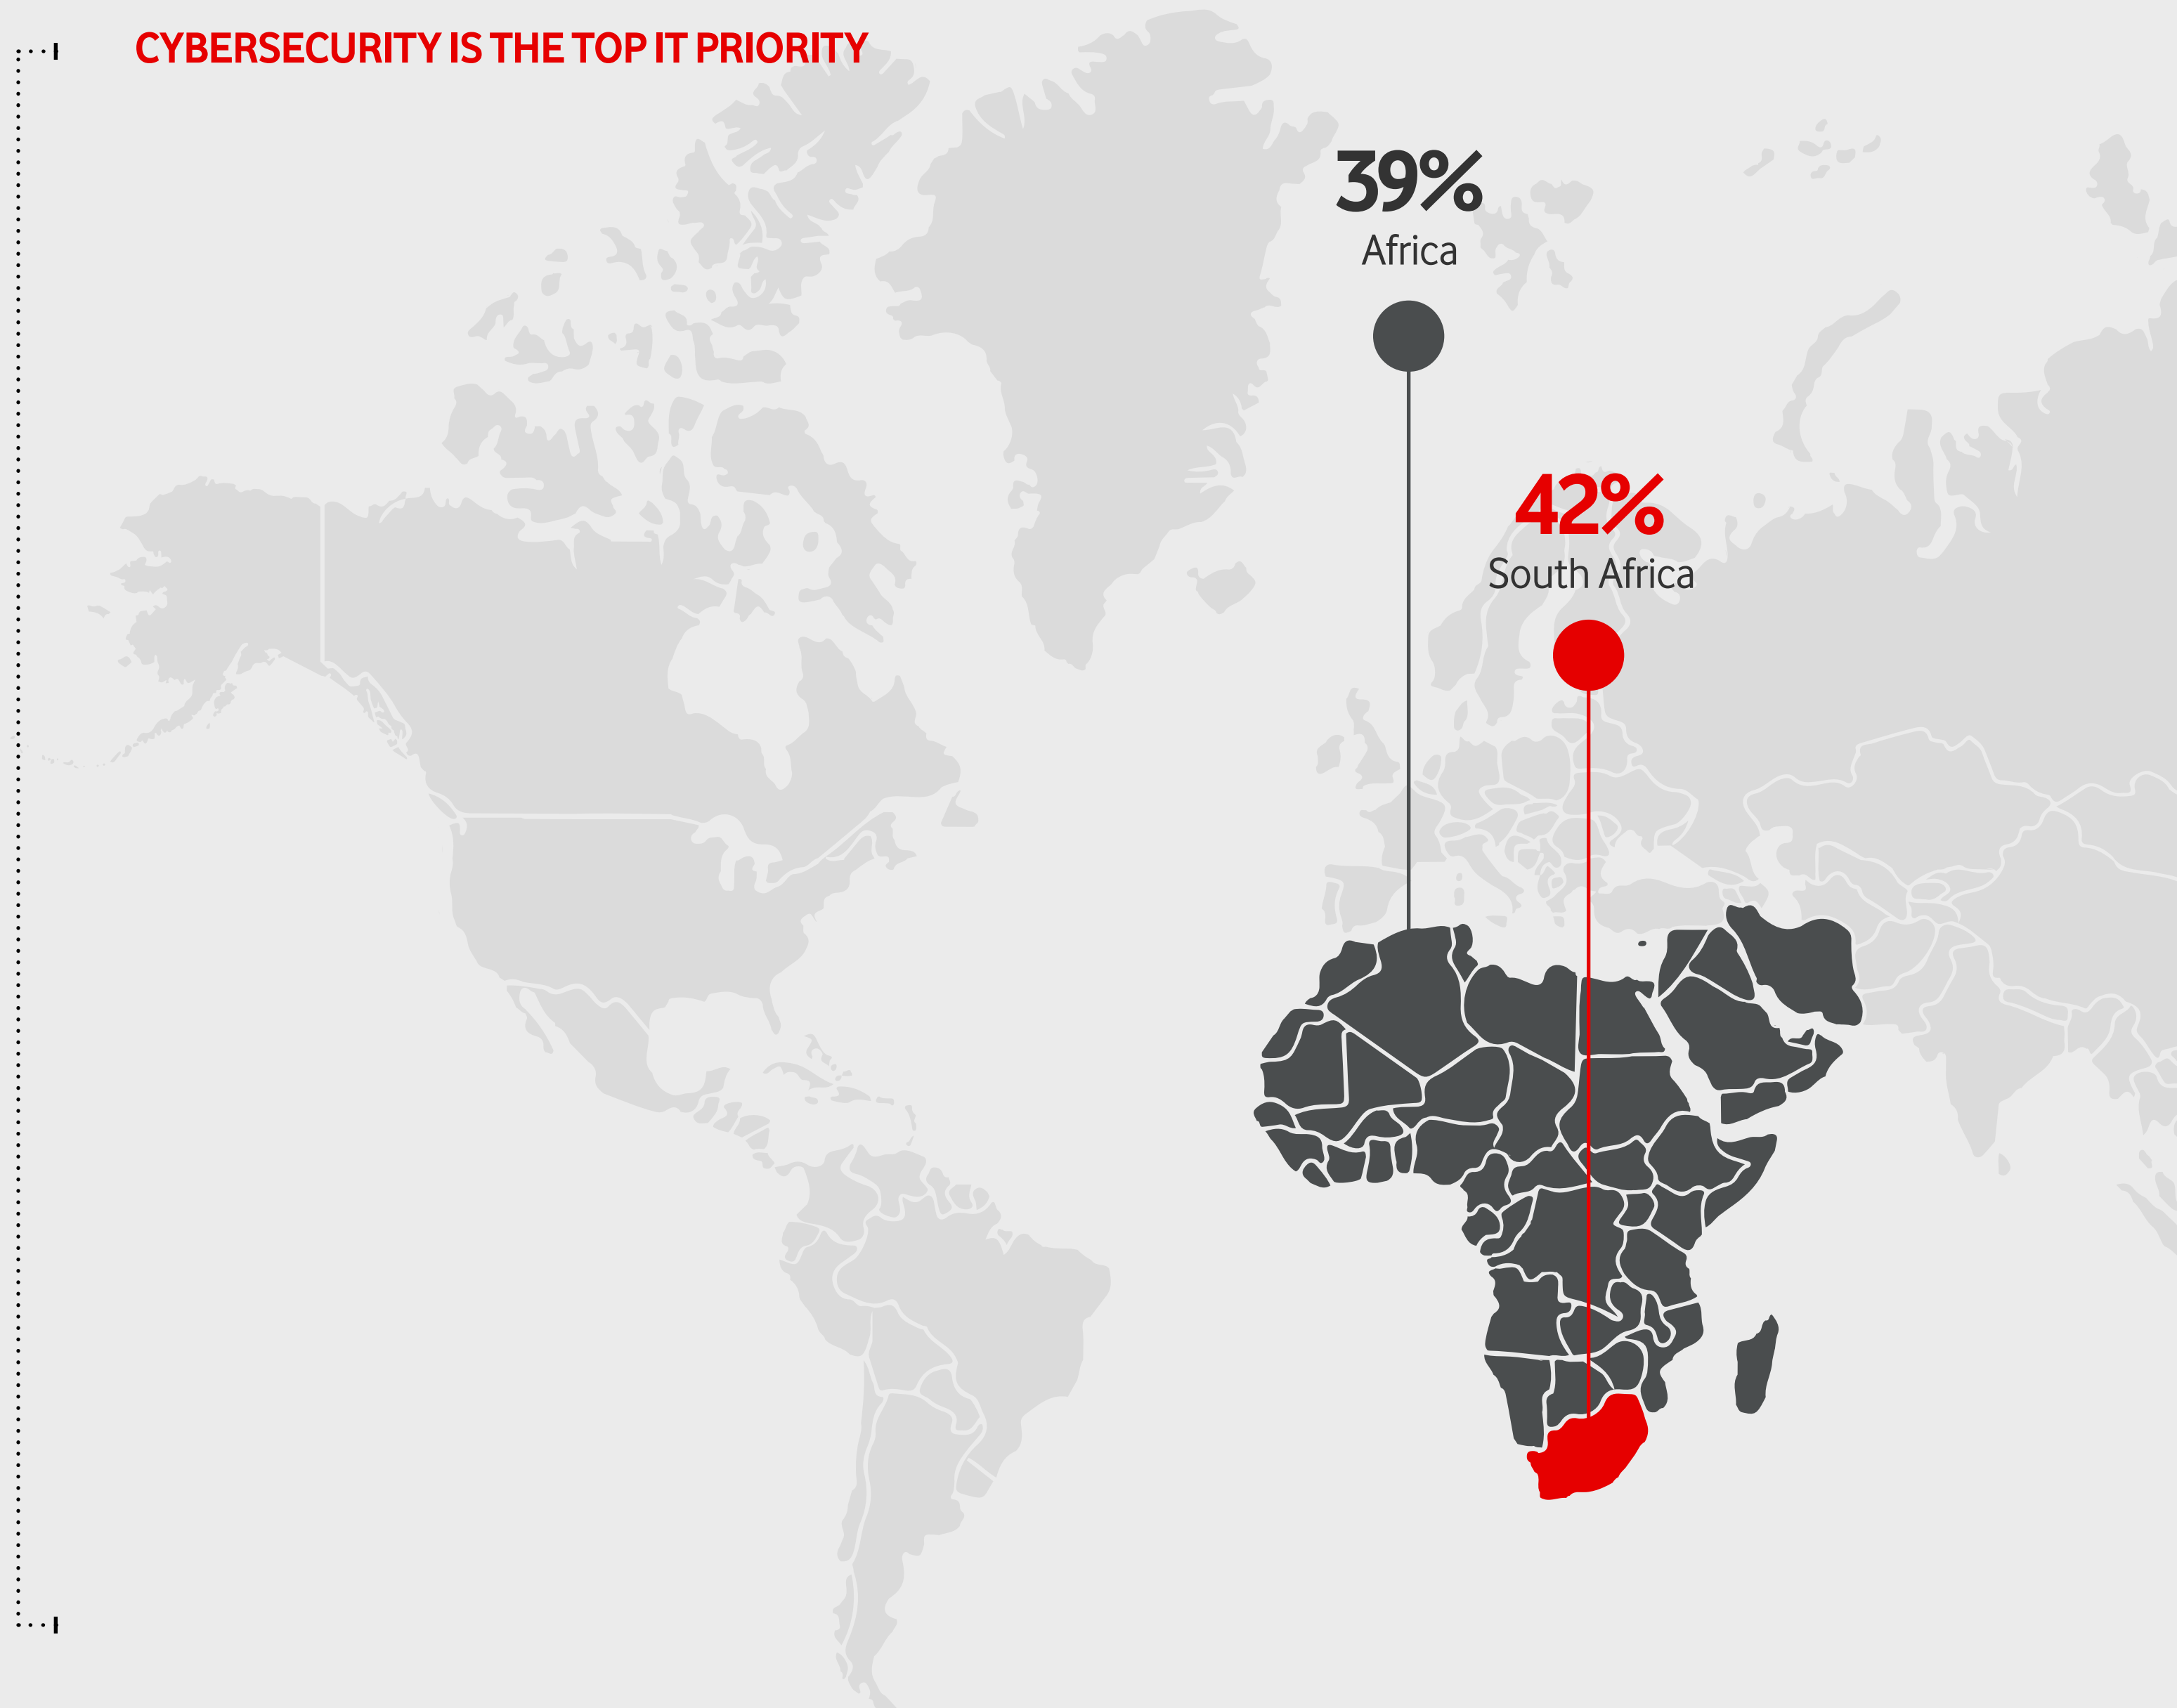 CYBERSECURITY IS THE TOP IT PRIORITY
39%
Africa
42%
South Africa